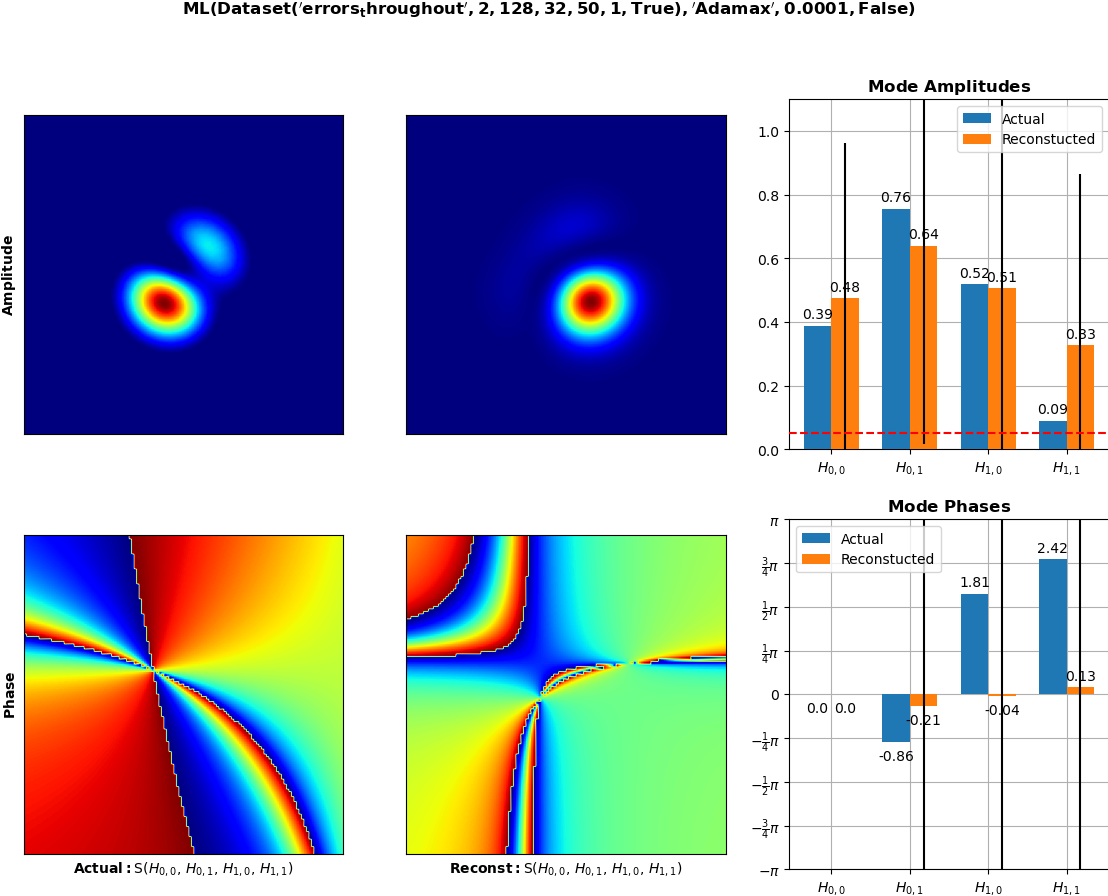 ML(Dataset('errors_throughout', 2, 128, 32, 50, 1, True), 'Adamax', 0.0001, False)
Amplitude
Mode Amplitudes
Actual
Reconstucted
1.0
0.8
0.6
0.4
0.2
0.0
0.39
0.48
0.76
0.64
0.52
0.51
0.09
0.33
H0,0
H0,1
H1,0
H1,1
Phase
Actual: S(H0,0, H0,1, H1,0, H1,1)
Reconst: S(H0,0, H0,1, H1,0, H1,1)
Mode Phases
Actual
Reconstucted
π
3/4π
1/2π
1/4π
0
−1/4π
−1/2π
−3/4π
−π
0.0
0.0
-0.86
-0.21
1.81
-0.04
2.42
0.13
H0,0
H0,1
H1,0
H1,1